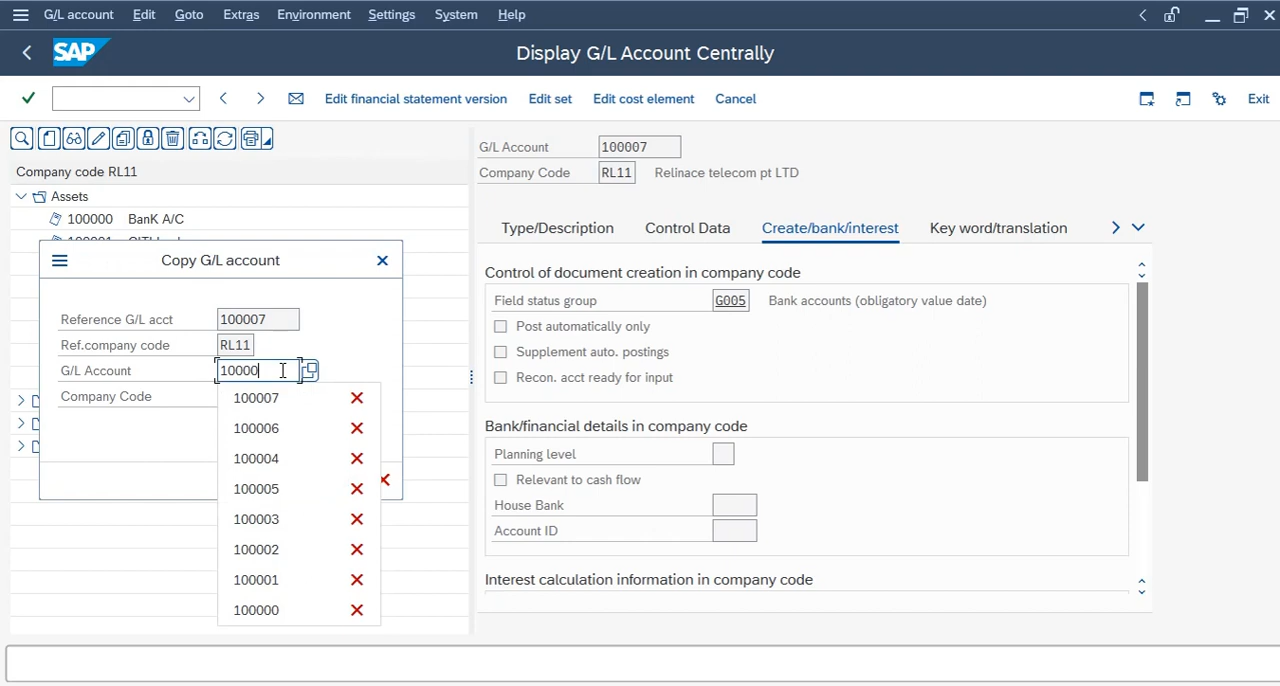 G/L account Edit Goto Extras Environment Settings System Help
SAP Display G/L Account Centrally
Edit financial statement version Edit set Edit cost element Cancel Exit
Company code RL11
Assets
100000 BanK A/C
Copy G/L account
Reference G/L acct 100007
Ref.company code RL11
G/L Account 10000
Company Code
100007
100006
100004
100005
100003
100002
100001
100000
G/L Account 100007
Company Code RL11 Relinace telecom pt LTD
Type/Description Control Data Create/bank/interest Key word/translation
Control of document creation in company code
Field status group G005 Bank accounts (obligatory value date)
Post automatically only
Supplement auto. postings
Recon. acct ready for input
Bank/financial details in company code
Planning level
Relevant to cash flow
House Bank
Account ID
Interest calculation information in company code